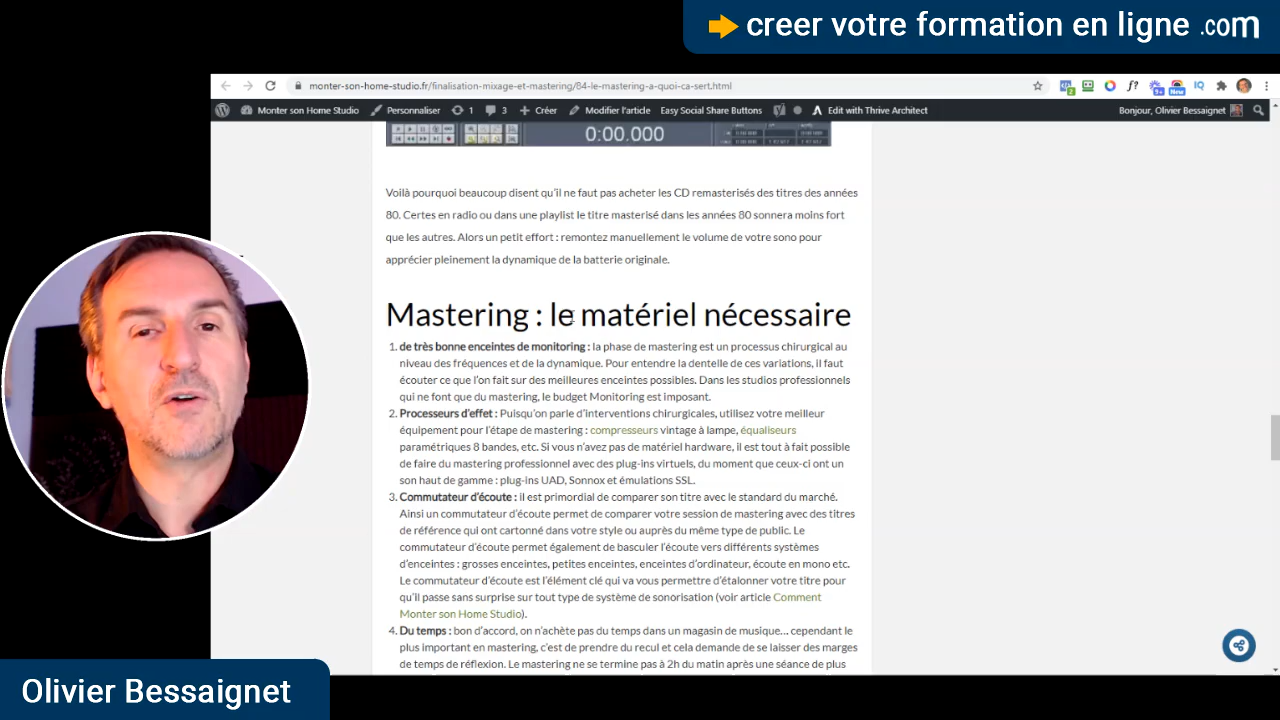 creer votre formation en ligne .com
monter-son-home-studio.fr/finalisation-mixage-et-mastering/84-le-mastering-a-quoi-ca-sert.html
Monter son Home Studio Personnaliser 1 3 Créer Modifier l'article Easy Social Share Buttons Edit with Thrive Architect Bonjour, Olivier Bessaignet
0:00.000
Voilà pourquoi beaucoup disent qu'il ne faut pas acheter les CD remasterisés des titres des années
80. Certes en radio ou dans une playlist le titre masterisé dans les années 80 sonnera moins fort
que les autres. Alors un petit effort : remontez manuellement le volume de votre sono pour
apprécier pleinement la dynamique de la batterie originale.
Mastering : le matériel nécessaire
1. de très bonne enceintes de monitoring : la phase de mastering est un processus chirurgical au
niveau des fréquences et de la dynamique. Pour entendre la dentelle de ces variations, il faut
écouter ce que l'on fait sur des meilleures enceintes possibles. Dans les studios professionnels
qui ne font que du mastering, le budget Monitoring est imposant.
2. Processeurs d'effet : Puisqu'on parle d'interventions chirurgicales, utilisez votre meilleur
équipement pour l'étape de mastering : compresseurs vintage à lampe, équaliseurs
paramétriques 8 bandes, etc. Si vous n'avez pas de matériel hardware, il est tout à fait possible
de faire du mastering professionnel avec des plug-ins virtuels, du moment que ceux-ci ont un
son haut de gamme : plug-ins UAD, Sonnox et émulations SSL.
3. Commutateur d'écoute : il est primordial de comparer son titre avec le standard du marché.
Ainsi un commutateur d'écoute permet de comparer votre session de mastering avec des titres
de référence qui ont cartonné dans votre style ou auprès du même type de public. Le
commutateur d'écoute permet également de basculer l'écoute vers différents systèmes
d'enceintes : grosses enceintes, petites enceintes, enceintes d'ordinateur, écoute en mono etc.
Le commutateur d'écoute est l'élément clé qui va vous permettre d'étalonner votre titre pour
qu'il passe sans surprise sur tout type de système de sonorisation (voir article Comment
Monter son Home Studio).
4. Du temps : bon d'accord, on n'achète pas du temps dans un magasin de musique... cependant le
plus important en mastering, c'est de prendre du recul et cela demande de se laisser des marges
de temps de réflexion. Le mastering ne se termine pas à 2h du matin après une séance de plus
Olivier Bessaignet